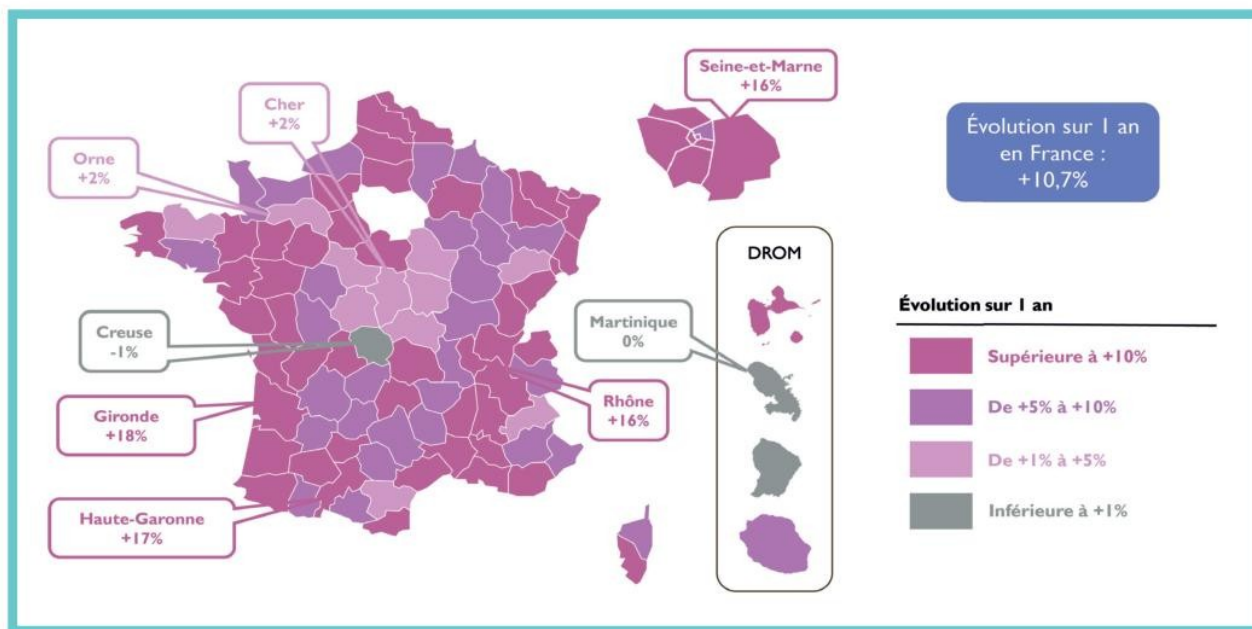 Seine-et-Marne
+16%
Cher
+2%
Évolution sur 1 an
en France :
+10,7%
Orne
+2%
DROM
Évolution sur 1 an
Martinique
0%
Creuse
-1%
Supérieure à +10%
Rhône
+16%
Gironde
+18%
De +5% à +10%
De +1% à +5%
Haute-Garonne
+17%
Inférieure à +1%